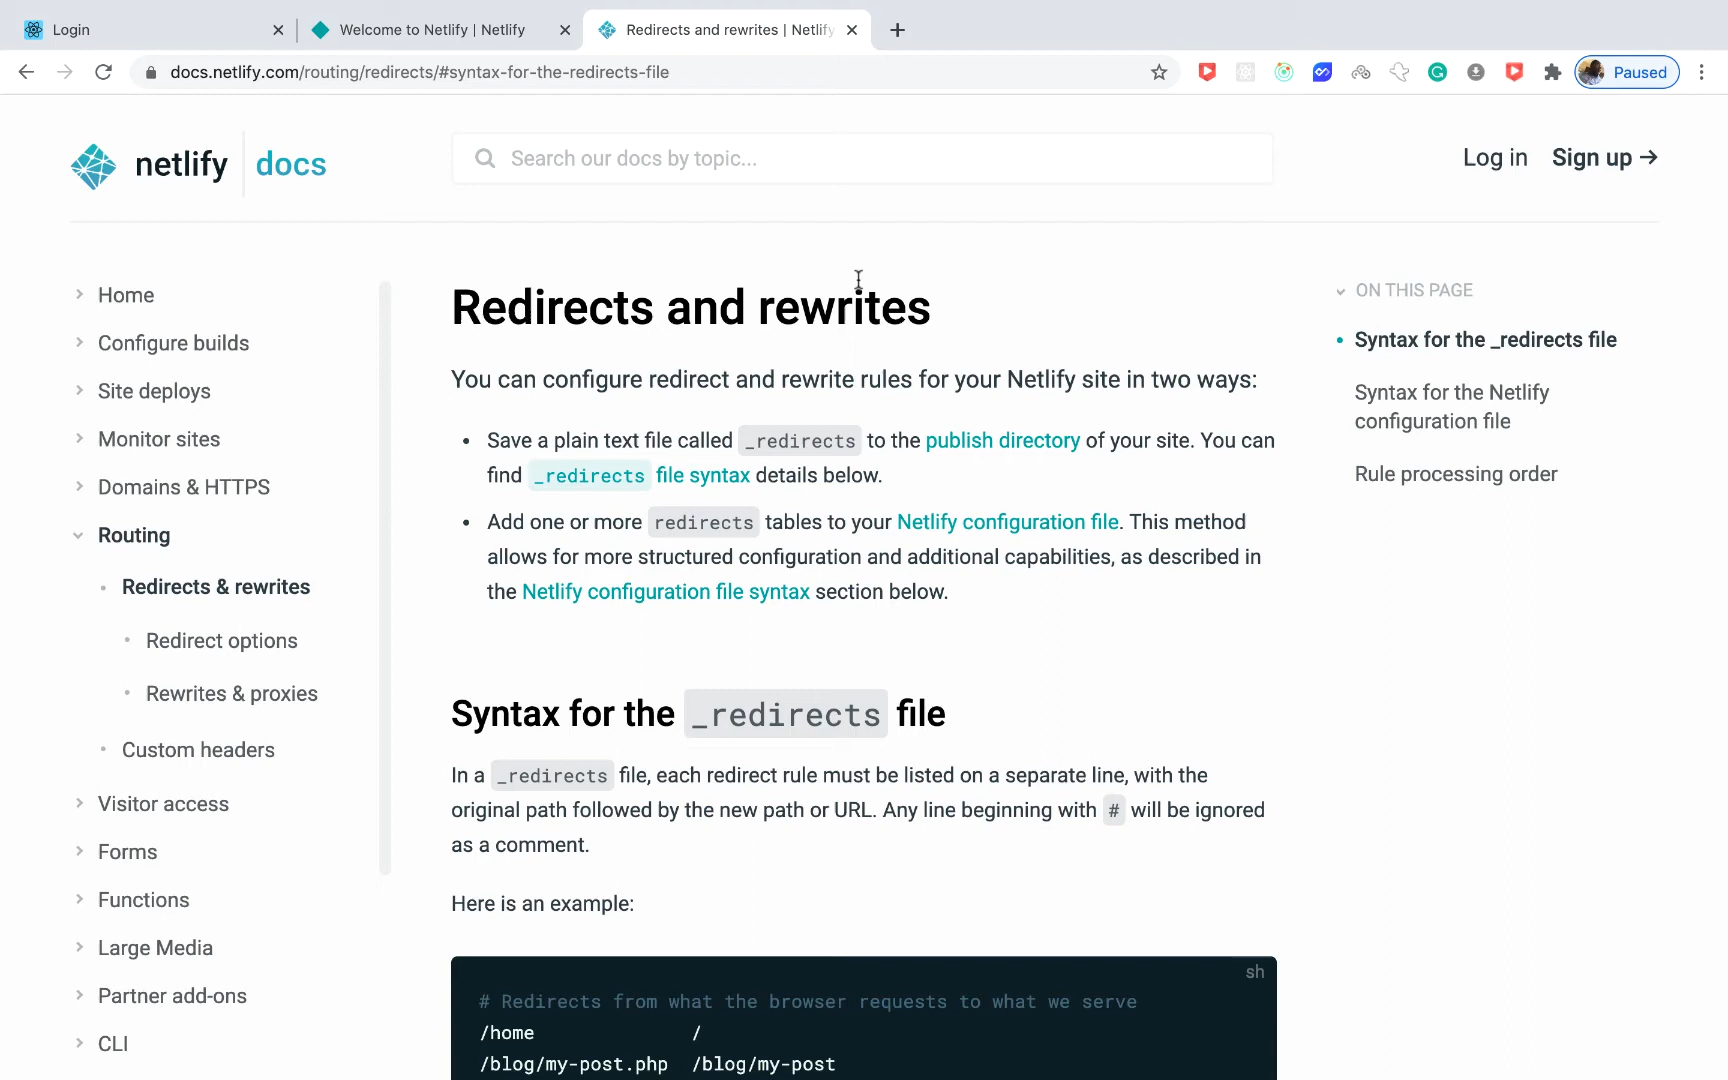 Login
Welcome to Netlify | Netlify
Redirects and rewrites | Netlify
docs.netlify.com/routing/redirects/#syntax-for-the-redirects-file
Paused
netlify docs
Search our docs by topic...
Log in
Sign up →
Home
Configure builds
Site deploys
Monitor sites
Domains & HTTPS
Routing
Redirects & rewrites
Redirect options
Rewrites & proxies
Custom headers
Visitor access
Forms
Functions
Large Media
Partner add-ons
CLI
Redirects and rewrites
You can configure redirect and rewrite rules for your Netlify site in two ways:
• Save a plain text file called _redirects to the publish directory of your site. You can
find _redirects file syntax details below.
• Add one or more redirects tables to your Netlify configuration file. This method
allows for more structured configuration and additional capabilities, as described in
the Netlify configuration file syntax section below.
Syntax for the _redirects file
In a _redirects file, each redirect rule must be listed on a separate line, with the
original path followed by the new path or URL. Any line beginning with # will be ignored
as a comment.
Here is an example:
sh
# Redirects from what the browser requests to what we serve
/home /
/blog/my-post.php /blog/my-post
ON THIS PAGE
Syntax for the _redirects file
Syntax for the Netlify
configuration file
Rule processing order